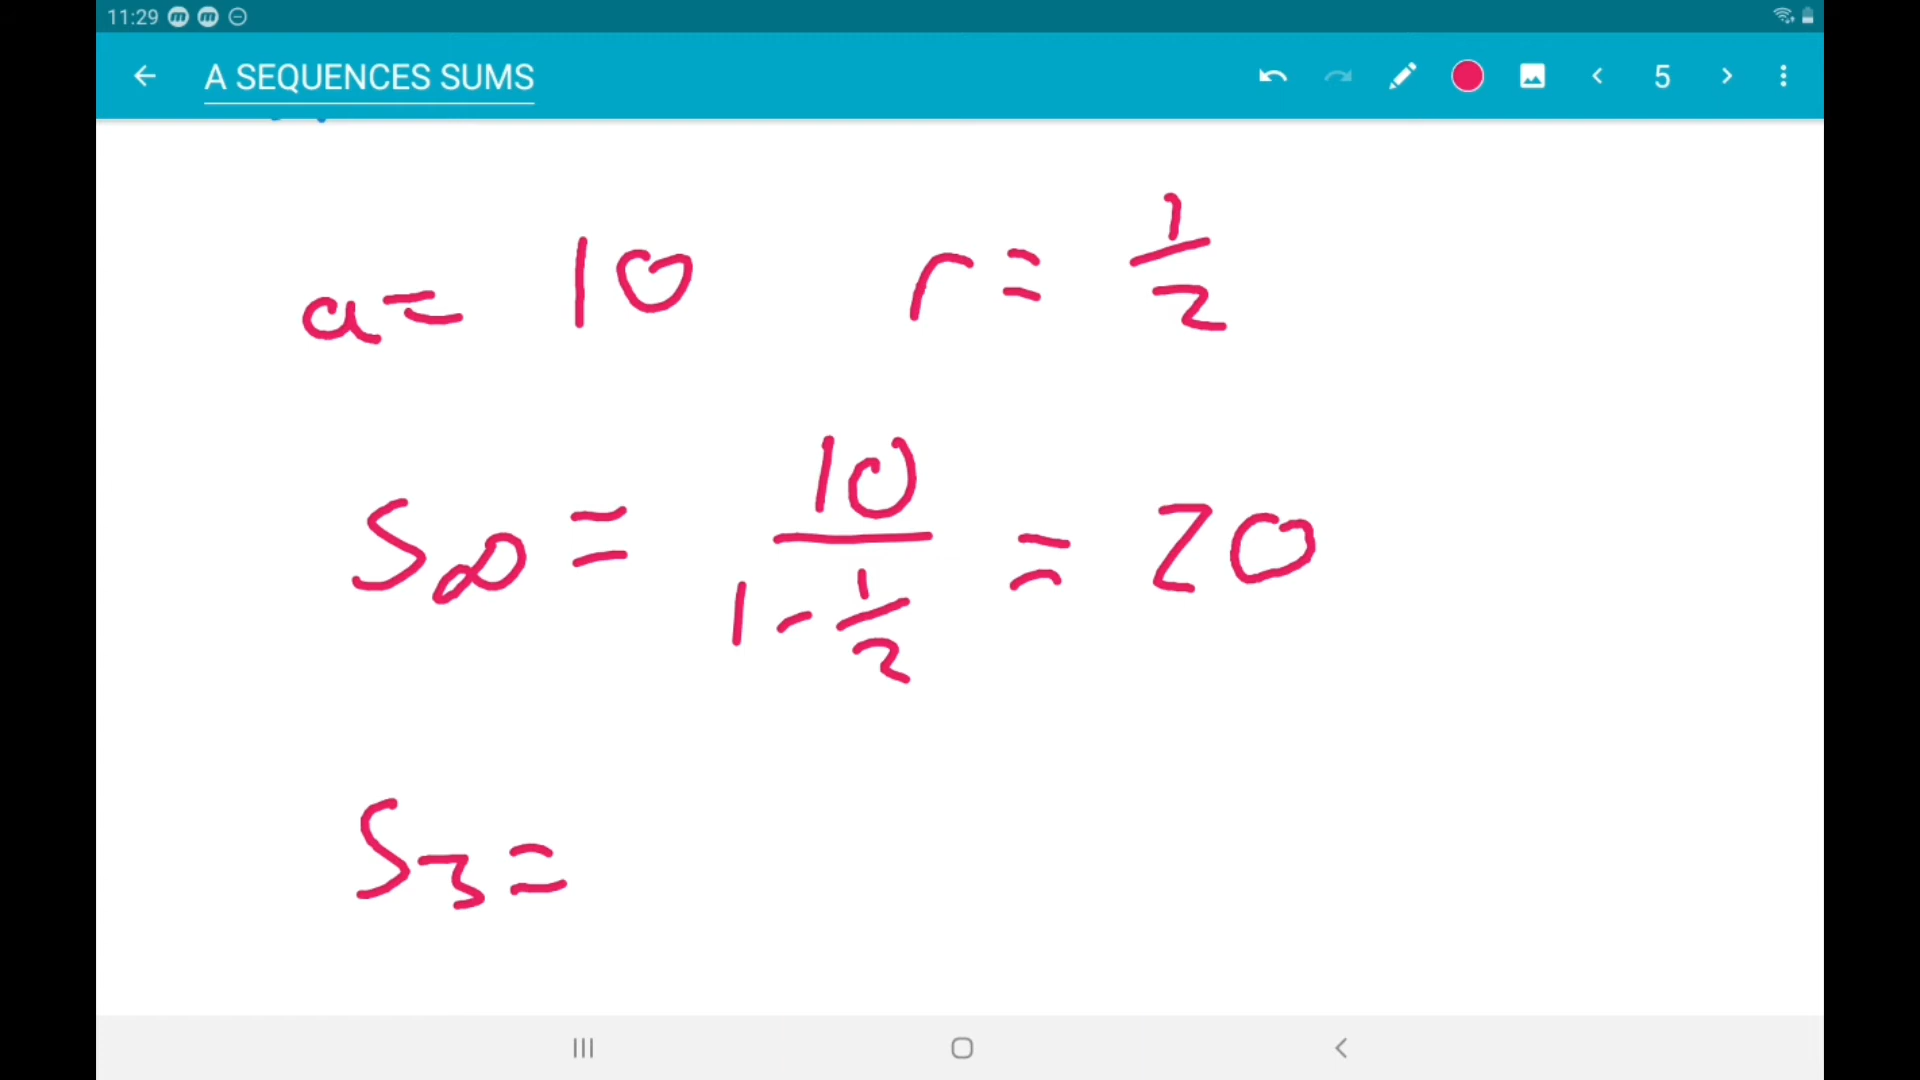 11:29
A SEQUENCES SUMS
5
a = 10 r = 1/2
S∞ = 10/(1 - 1/2) = 20
S3 =